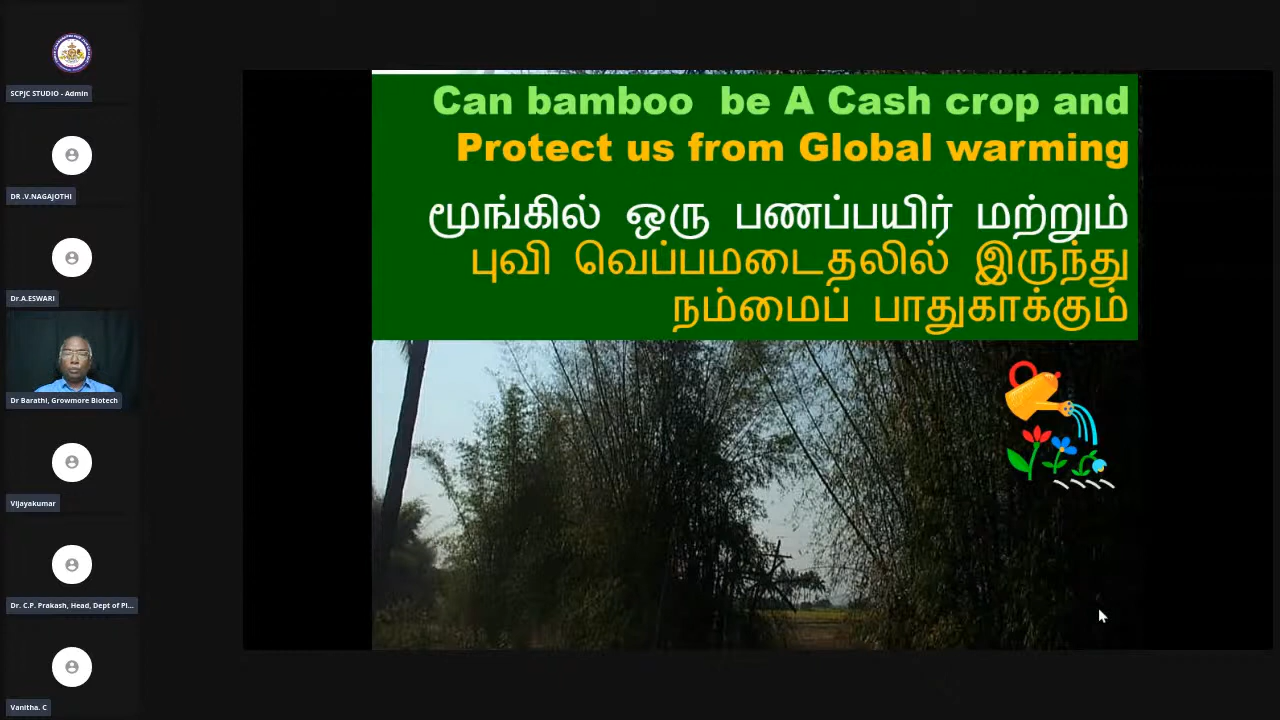 SCPJC STUDIO - Admin
DR .V.NAGAJOTHI
Dr.A.ESWARI
Dr Barathi, Growmore Biotech
Vijayakumar
Dr. C.P. Prakash, Head, Dept of Pl...
Vanitha. C
Can bamboo be A Cash crop and
Protect us from Global warming
மூங்கில் ஒரு பணப்பயிர் மற்றும்
புவி வெப்பமடைதலில் இருந்து
நம்மைப் பாதுகாக்கும்